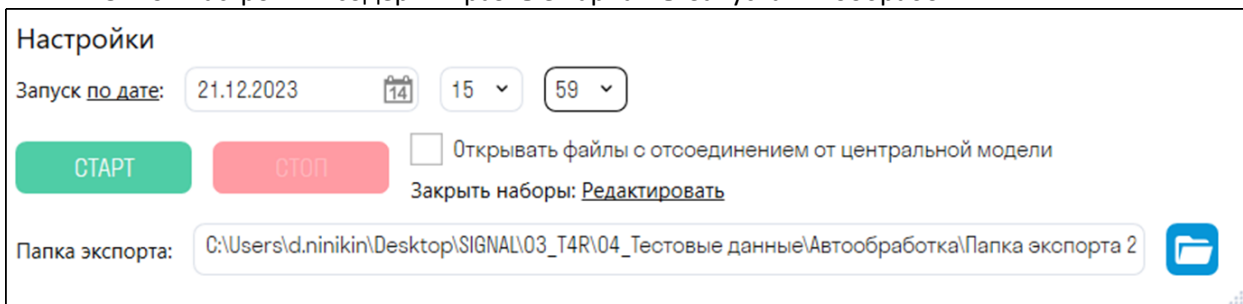 Настройки
Запуск по дате: 21.12.2023 14 15 59
СТАРТ СТОП Открывать файлы с отсоединением от центральной модели
Закрыть наборы: Редактировать
Папка экспорта: C:\Users\d.ninikin\Desktop\SIGNAL\03_T4R\04_Тестовые данные\Автообработка\Папка экспорта 2